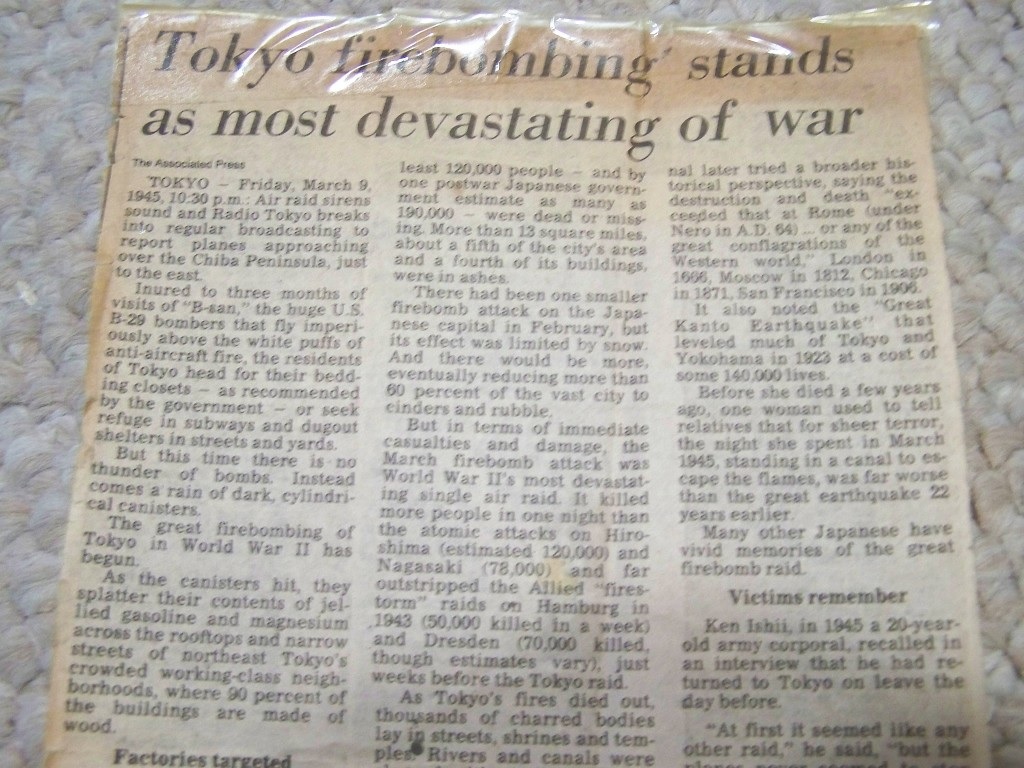 Tokyo firebombing stands
as most devastating of war
The Associated Press
TOKYO – Friday, March 9,
1945, 10:30 p.m.: Air raid sirens
sound and Radio Tokyo breaks
into regular broadcasting to
report planes approaching
over the Chiba Peninsula, just
to the east.
Inured to three months of
visits of "B-san," the huge U.S.
B-29 bombers that fly imperi-
ously above the white puffs of
anti-aircraft fire, the residents
of Tokyo head for their bedd-
ing closets – as recommended
by the government – or seek
refuge in subways and dugout
shelters in streets and yards.
But this time there is no
thunder of bombs. Instead
comes a rain of dark, cylindri-
cal canisters.
The great firebombing of
Tokyo in World War II has
begun.
As the canisters hit, they
splatter their contents of jel-
lied gasoline and magnesium
across the rooftops and narrow
streets of northeast Tokyo's
crowded working-class neigh-
borhoods, where 90 percent of
the buildings are made of
wood.
Factories targeted
least 120,000 people – and by
one postwar Japanese govern-
ment estimate as many as
190,000 – were dead or miss-
ing. More than 13 square miles,
about a fifth of the city's area
and a fourth of its buildings,
were in ashes.
There had been one smaller
firebomb attack on the Japa-
nese capital in February, but
its effect was limited by snow.
And there would be more,
eventually reducing more than
60 percent of the vast city to
cinders and rubble.
But in terms of immediate
casualties and damage, the
March firebomb attack was
World War II's most devastat-
ing single air raid. It killed
more people in one night than
the atomic attacks on Hiro-
shima (estimated 120,000) and
Nagasaki (78,000) and far
outstripped the Allied "fires-
torm" raids on Hamburg in
1943 (50,000 killed in a week)
and Dresden (70,000 killed,
though estimates vary), just
weeks before the Tokyo raid.
As Tokyo's fires died out,
thousands of charred bodies
lay in streets, shrines and tem-
ples. Rivers and canals were
nal later tried a broader his-
torical perspective, saying the
destruction and death "ex-
ceeded that at Rome (under
Nero in A.D. 64) ... or any of the
great conflagrations of the
Western world," London in
1666, Moscow in 1812, Chicago
in 1871, San Francisco in 1906.
It also noted the "Great
Kanto Earthquake" that
leveled much of Tokyo and
Yokohama in 1923 at a cost of
some 140,000 lives.
Before she died a few years
ago, one woman used to tell
relatives that for sheer terror,
the night she spent in March
1945, standing in a canal to es-
cape the flames, was far worse
than the great earthquake 22
years earlier.
Many other Japanese have
vivid memories of the great
firebomb raid.
Victims remember
Ken Ishii, in 1945 a 20-year-
old army corporal, recalled in
an interview that he had re-
turned to Tokyo on leave the
day before.
"At first it seemed like any
other raid," he said, "but the
planes never seemed to stop